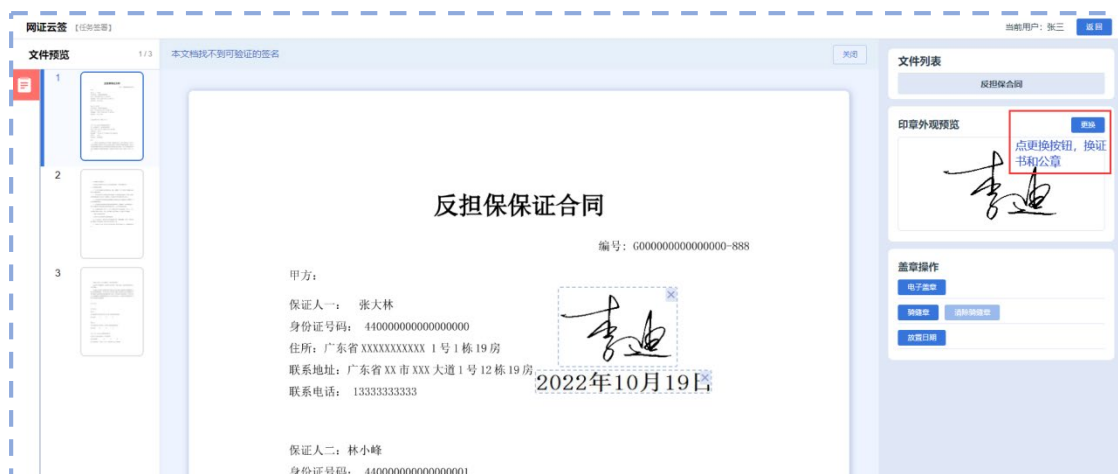 网证云签 【任务签署】
当前用户：张三 返回
文件预览 1/3
本文档找不到可验证的签名 关闭
1
2
3
反担保保证合同
编号：G000000000000000-888
甲方：
保证人一： 张大林
身份证号码： 440000000000000000
住所：广东省 XXXXXXXXXXX 1 号 1 栋 19 房
联系地址：广东省 XX 市 XXX 大道 1 号 12 栋 19 房
联系电话： 13333333333
李迪
2022年10月19日
保证人二：林小峰
身份证号码： 440000000000000001
文件列表
反担保合同
印章外观预览 更换
点更换按钮，换证
书和公章
李迪
盖章操作
电子盖章
骑缝章 清除骑缝章
放置日期